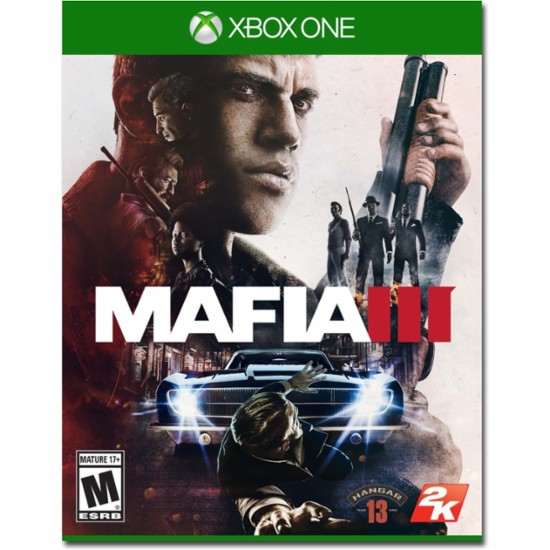 XBOX ONE
MAFIA III
MATURE 17+
M
ESRB
HANGAR
13
2K